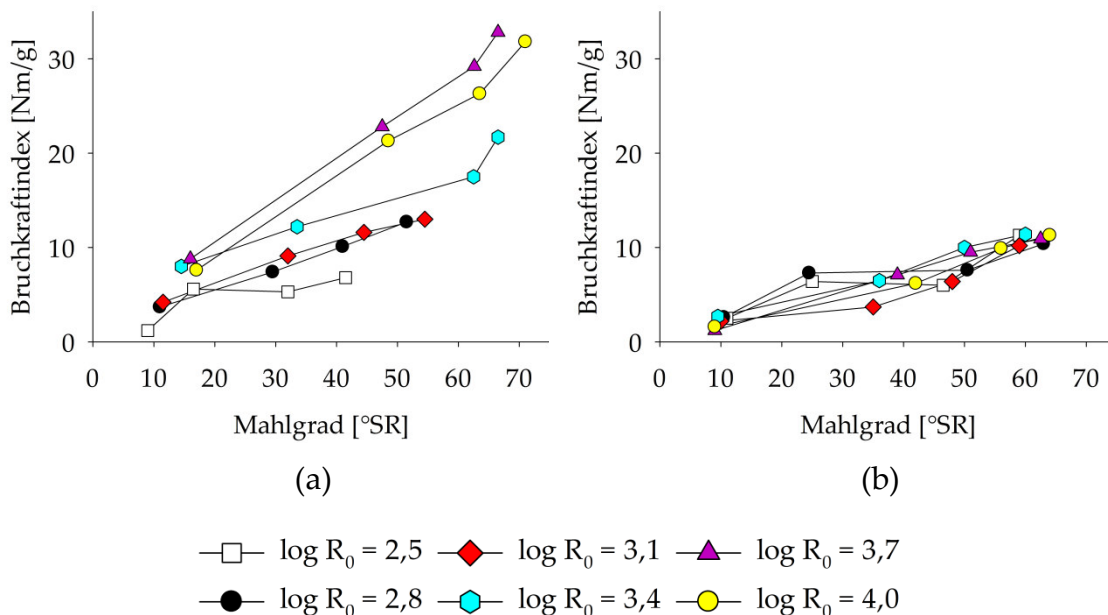 Bruchkraftindex [Nm/g]
30
20
10
0
0 10 20 30 40 50 60 70
Mahlgrad [°SR]
(a)
Bruchkraftindex [Nm/g]
30
20
10
0
0 10 20 30 40 50 60 70
Mahlgrad [°SR]
(b)
log R₀ = 2,5 log R₀ = 3,1 log R₀ = 3,7
log R₀ = 2,8 log R₀ = 3,4 log R₀ = 4,0